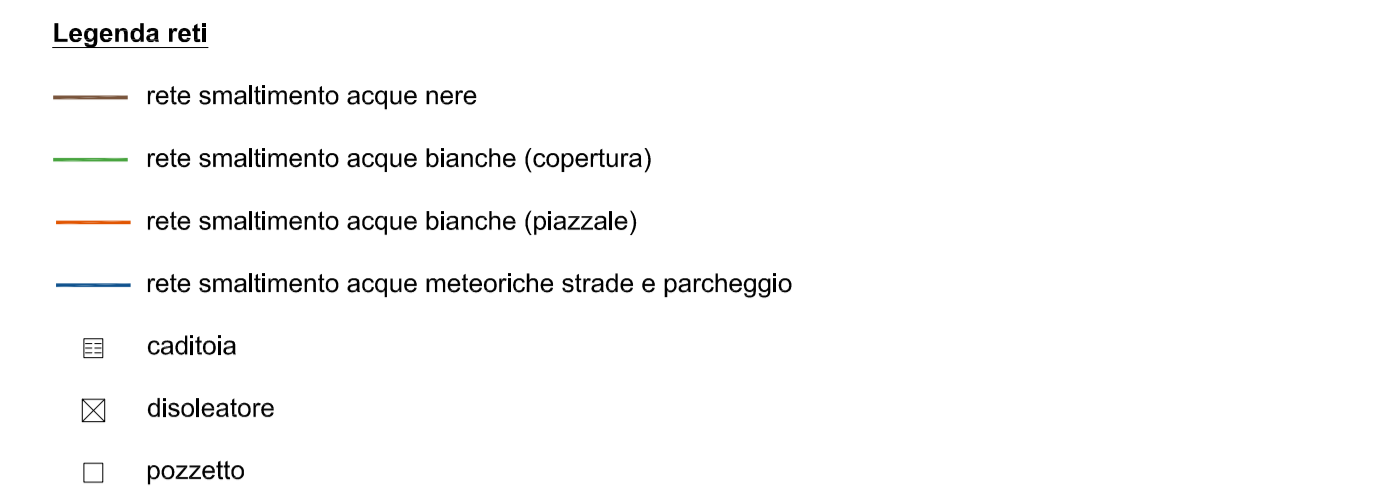 Legenda reti
rete smaltimento acque nere
rete smaltimento acque bianche (copertura)
rete smaltimento acque bianche (piazzale)
rete smaltimento acque meteoriche strade e parcheggio
caditoia
disoleatore
pozzetto